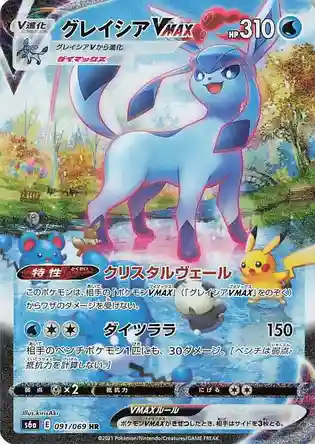 V進化
グレイシアVMAX
HP310
グレイシアVから進化
ダイマックス
特性
クリスタルヴェール
このポケモンは、相手の「ポケモンVMAX」(「グレイシアVMAX」をのぞく)
からワザのダメージを受けない。
ダイツララ 150
相手のベンチポケモン1匹にも、30ダメージ。[ベンチは弱点・
抵抗力を計算しない。]
弱点 ×2 抵抗力 にげる
Illus. kirisAki
S6a E 091/069 HR
VMAXルール
ポケモンVMAXがきぜつしたとき、相手はサイドを3枚とる。
©2021 Pokémon/Nintendo/Creatures/GAME FREAK